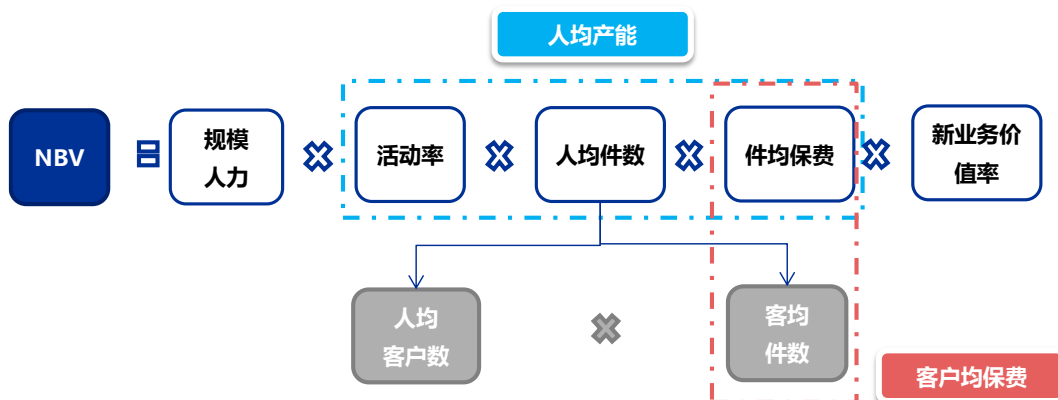 人均产能
NBV
规模
人力
活动率
人均件数
件均保费
新业务价
值率
人均
客户数
客均
件数
客户均保费